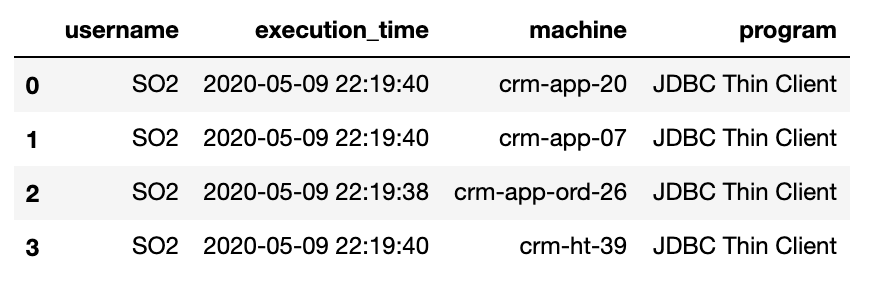 username execution_time machine program
0 SO2 2020-05-09 22:19:40 crm-app-20 JDBC Thin Client
1 SO2 2020-05-09 22:19:40 crm-app-07 JDBC Thin Client
2 SO2 2020-05-09 22:19:38 crm-app-ord-26 JDBC Thin Client
3 SO2 2020-05-09 22:19:40 crm-ht-39 JDBC Thin Client